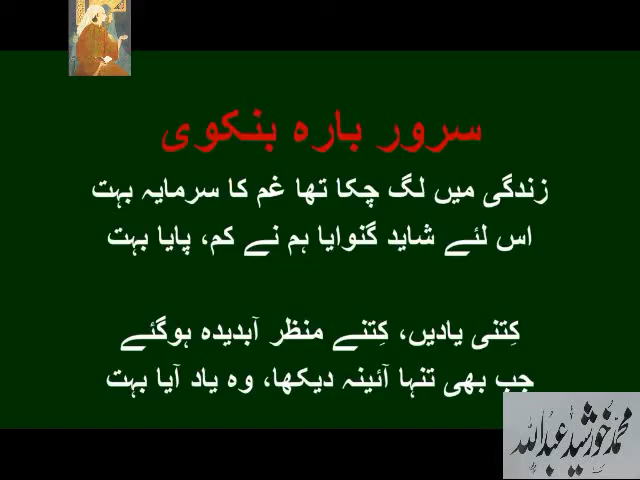 سرور بارہ بنکوی
زندگی میں لگ چکا تھا غم کا سرمایہ بہت
اس لئے شاید گنوایا ہم نے کم، پایا بہت
کِتنی یادیں، کِتنے منظر آبدیدہ ہوگئے
جب بھی تنہا آئینہ دیکھا، وہ یاد آیا بہت
محمد خورشید عبداللہ